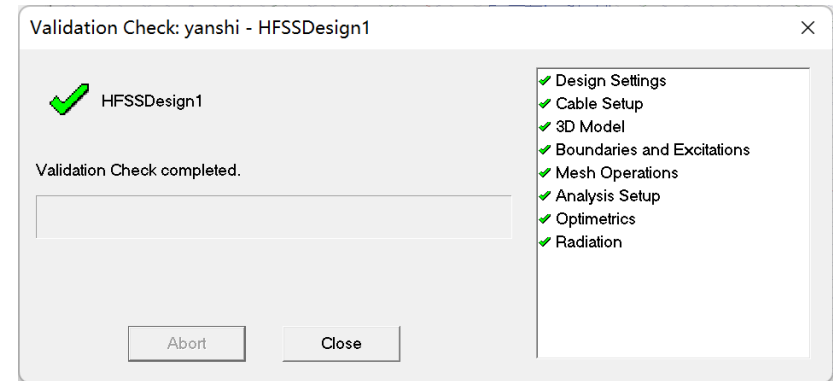 Validation Check: yanshi - HFSSDesign1
HFSSDesign1
Validation Check completed.
Design Settings
Cable Setup
3D Model
Boundaries and Excitations
Mesh Operations
Analysis Setup
Optimetrics
Radiation
Abort
Close